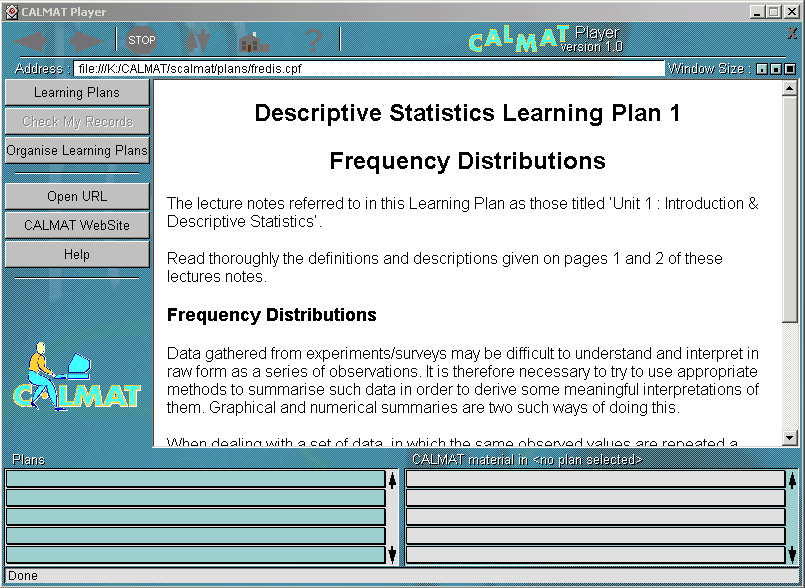 CALMAT Player
STOP
CALMAT Player
version 1.0
X
Address : file:///K:/CALMAT/scalmat/plans/fredis.cpf Window Size :
Learning Plans
Check My Records
Organise Learning Plans
Open URL
CALMAT WebSite
Help
CALMAT
Descriptive Statistics Learning Plan 1
Frequency Distributions
The lecture notes referred to in this Learning Plan as those titled 'Unit 1 : Introduction &
Descriptive Statistics'.
Read thoroughly the definitions and descriptions given on pages 1 and 2 of these
lectures notes.
Frequency Distributions
Data gathered from experiments/surveys may be difficult to understand and interpret in
raw form as a series of observations. It is therefore necessary to try to use appropriate
methods to summarise such data in order to derive some meaningful interpretations of
them. Graphical and numerical summaries are two such ways of doing this.
When dealing with a set of data, in which the same observed values are repeated a
Plans
CALMAT material in <no plan selected>
Done